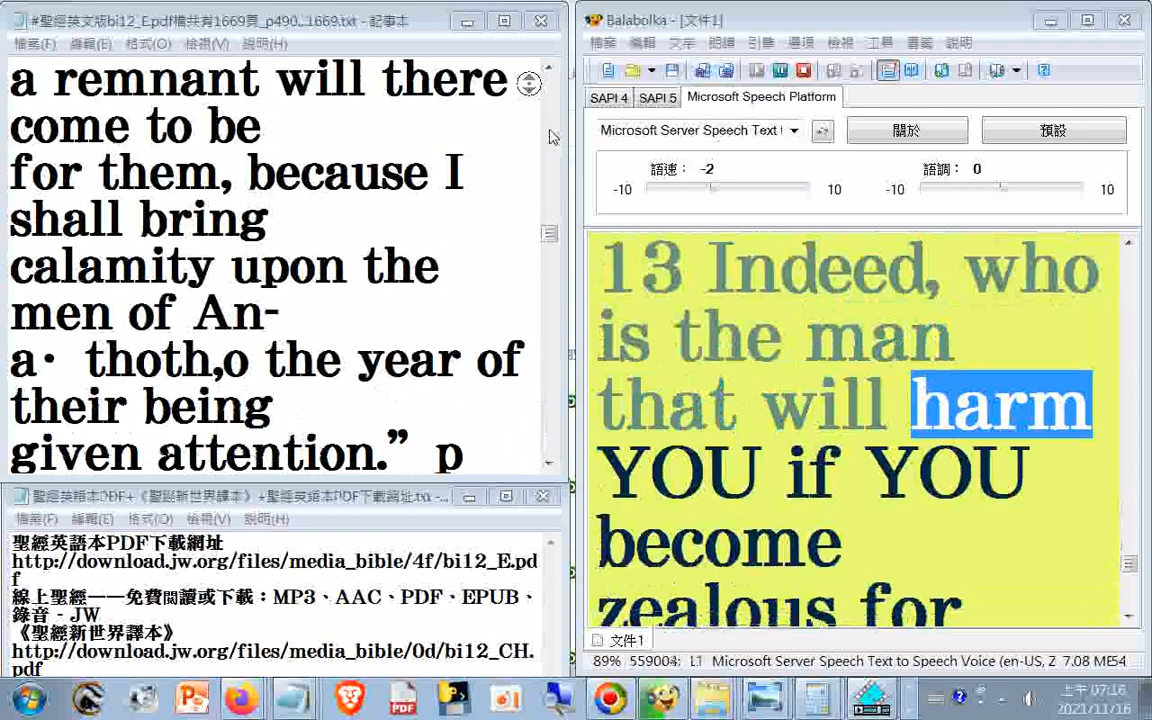 #聖經英文版bi12_E.pdf檔共有1669頁_p490...1669.txt - 記事本
檔案(F) 編輯(E) 格式(O) 檢視(V) 說明(H)
a remnant will there
come to be
for them, because I
shall bring
calamity upon the
men of An-
a· thoth,o the year of
their being
given attention.” p
聖經英語本PDF+《聖經新世界譯本》+聖經英語本PDF下載網址.txt - ...
檔案(F) 編輯(E) 格式(O) 檢視(V) 說明(H)
聖經英語本PDF下載網址
http://download.jw.org/files/media_bible/4f/bi12_E.pd
f
線上聖經——免費閱讀或下載：MP3、AAC、PDF、EPUB、
錄音 - JW
《聖經新世界譯本》
http://download.jw.org/files/media_bible/0d/bi12_CH.
pdf
Balabolka - [文件1]
檔案 編輯 文字 朗讀 引擎 選項 檢視 工具 書籤 說明
SAPI 4 SAPI 5 Microsoft Speech Platform
Microsoft Server Speech Text 關於 預設
語速： -2 語調： 0
-10 10 -10 10
13 Indeed, who
is the man
that will harm
YOU if YOU
become
zealous for
文件1
89% 559004: 11 Microsoft Server Speech Text to Speech Voice (en-US, Z 7.08 ME54
上午 07:16
2021/11/16